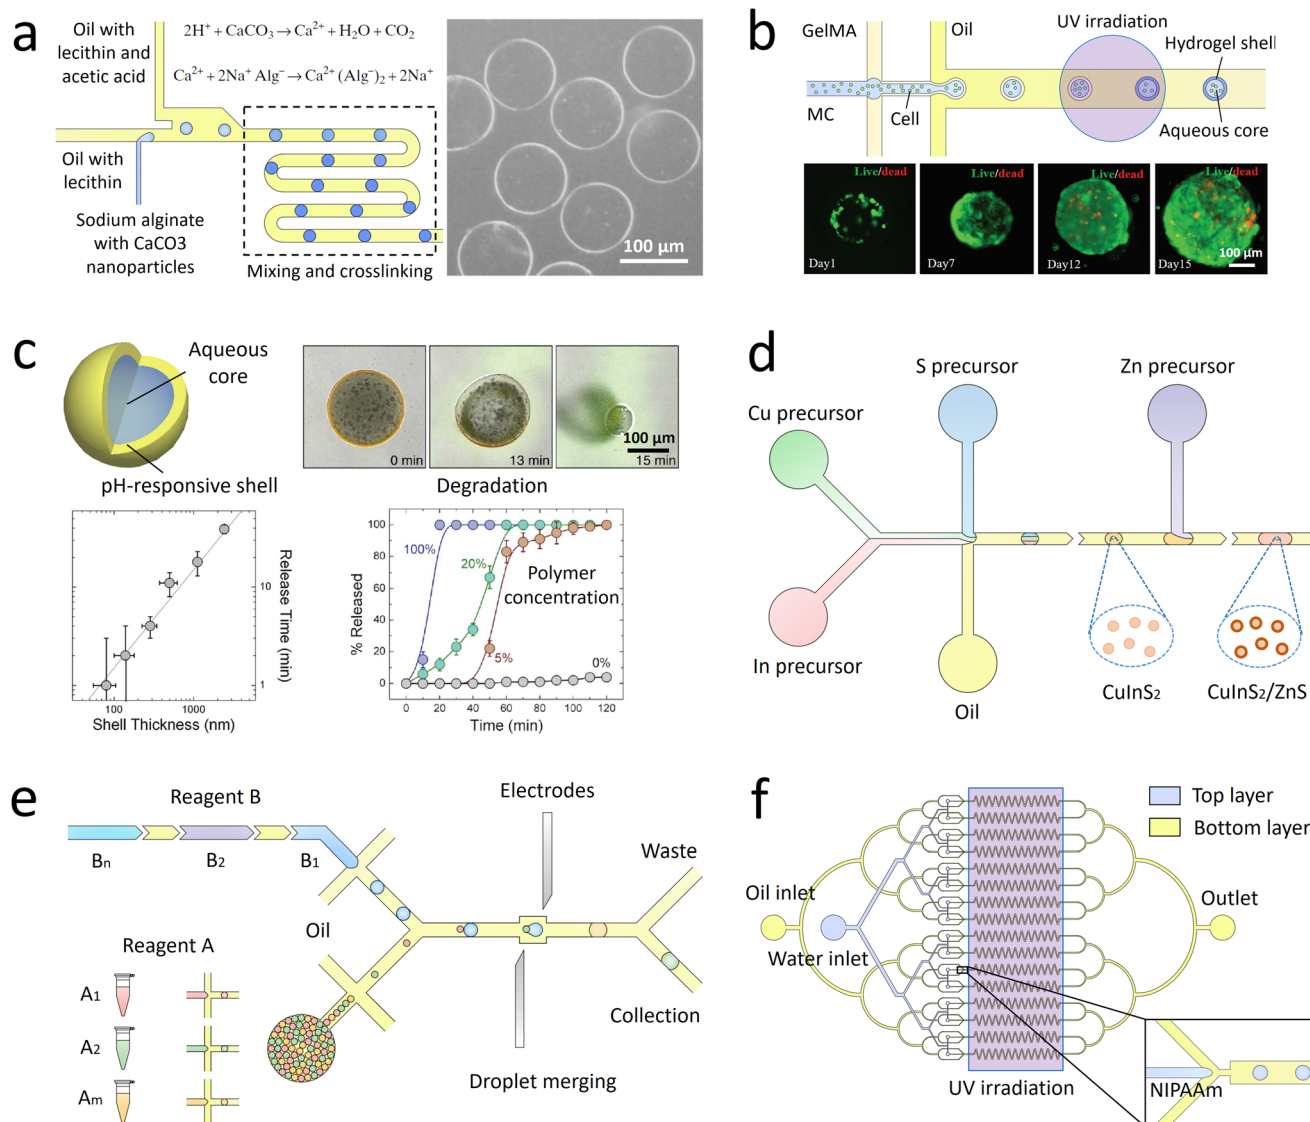 a
Oil with
lecithin and
acetic acid
2H⁺ + CaCO₃ → Ca²⁺ + H₂O + CO₂
Ca²⁺ + 2Na⁺ Alg⁻ → Ca²⁺ (Alg⁻)₂ + 2Na⁺
Oil with
lecithin
Sodium alginate
with CaCO3
nanoparticles
Mixing and crosslinking
100 μm
b
GelMA
Oil
UV irradiation
Hydrogel shell
MC
Cell
Aqueous core
Live/dead
Live/dead
Live/dead
Live/dead
Day1
Day7
Day12
Day15
100 μm
c
Aqueous
core
pH-responsive shell
0 min
13 min
100 μm
15 min
Degradation
10
1
Release Time (min)
100
1000
Shell Thickness (nm)
% Released
100
80
60
40
20
0
100%
20%
Polymer
concentration
5%
0%
0
20
40
60
80
100
120
Time (min)
d
S precursor
Zn precursor
Cu precursor
In precursor
Oil
CuInS₂
CuInS₂/ZnS
e
Reagent B
Electrodes
Bn
B2
B1
Waste
Oil
Reagent A
A1
A2
Am
Collection
Droplet merging
f
Top layer
Bottom layer
Oil inlet
Water inlet
Outlet
UV irradiation
NIPAAm